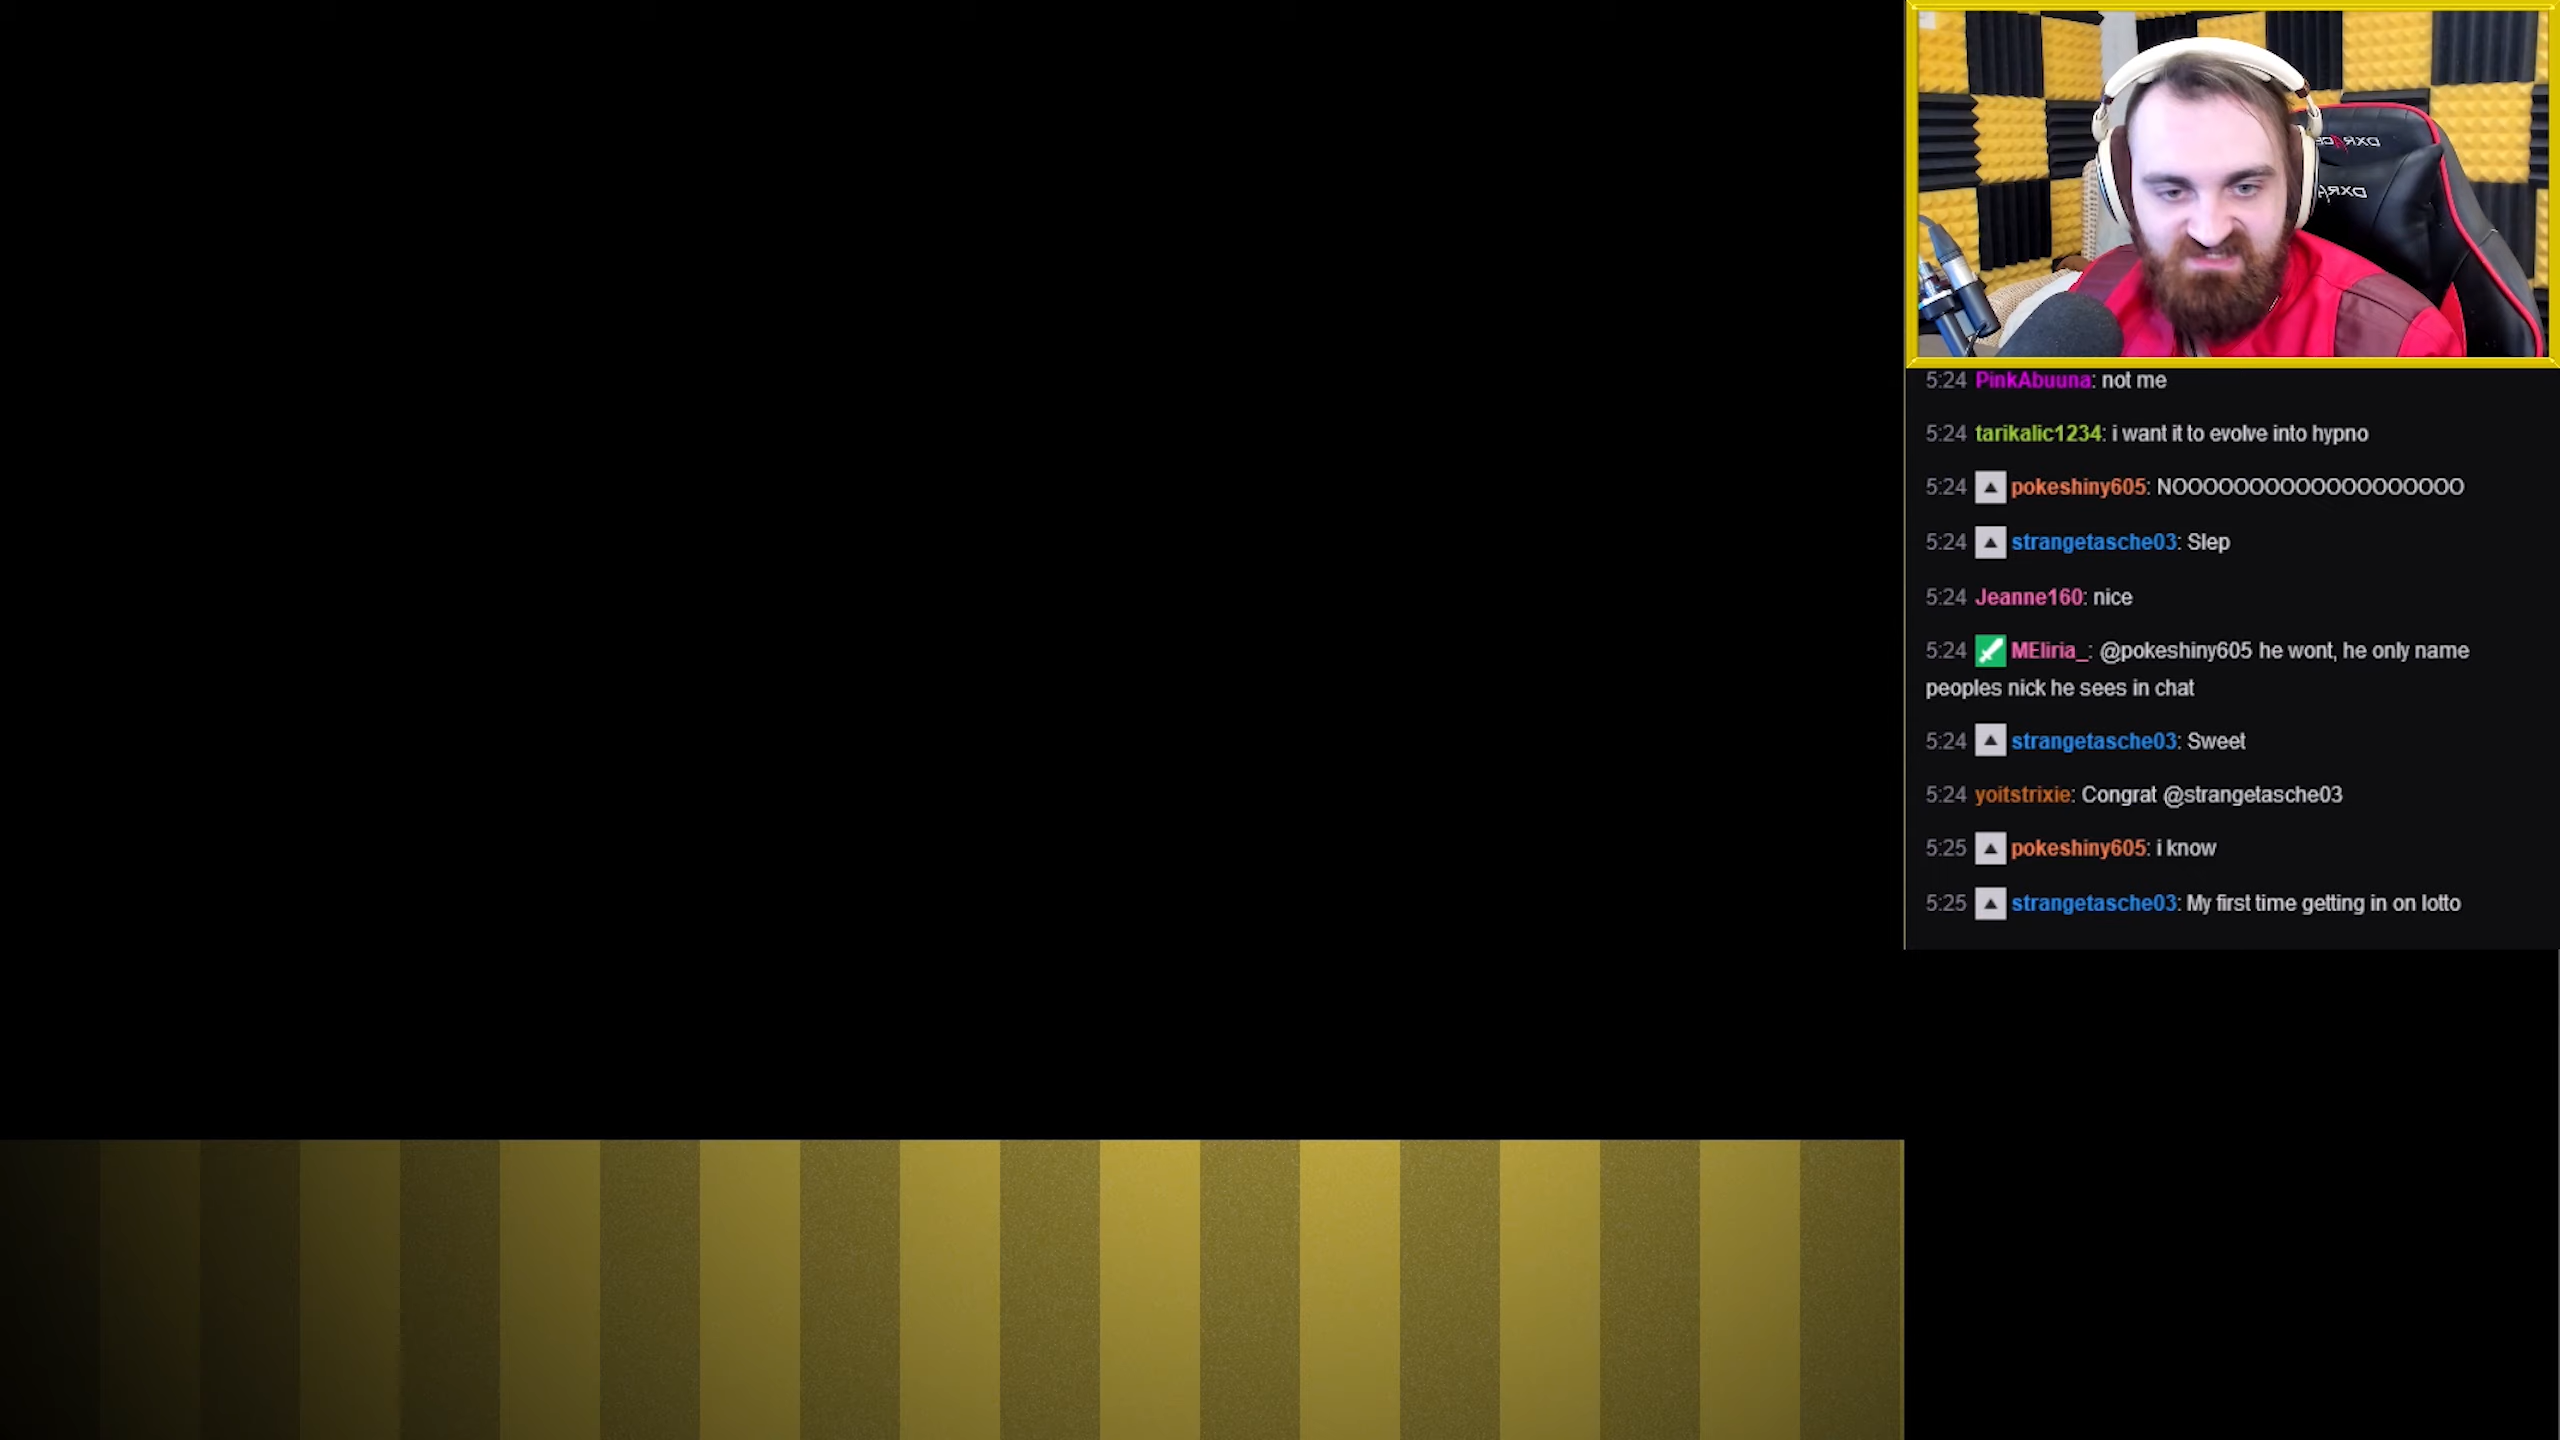 5:24 PinkAbuuna: not me
5:24 tarikalic1234: i want it to evolve into hypno
5:24 pokeshiny605: NOOOOOOOOOOOOOOOOOOO
5:24 strangetasche03: Slep
5:24 Jeanne160: nice
5:24 MEliria_: @pokeshiny605 he wont, he only name
peoples nick he sees in chat
5:24 strangetasche03: Sweet
5:24 yoitstrixie: Congrat @strangetasche03
5:25 pokeshiny605: i know
5:25 strangetasche03: My first time getting in on lotto